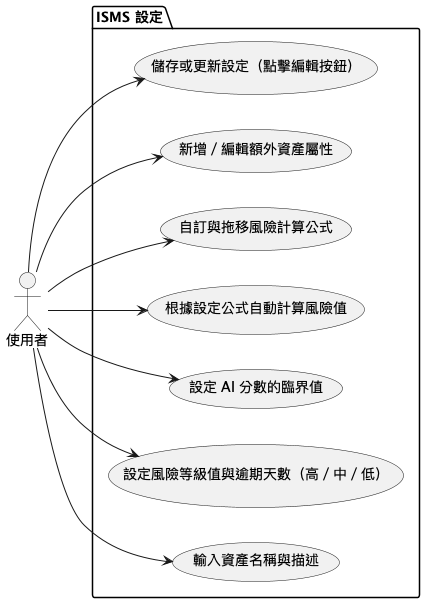 ISMS 設定
儲存或更新設定（點擊編輯按鈕）
新增 / 編輯額外資產屬性
自訂與拖移風險計算公式
根據設定公式自動計算風險值
使用者
設定 AI 分數的臨界值
設定風險等級值與逾期天數（高 / 中 / 低）
輸入資產名稱與描述